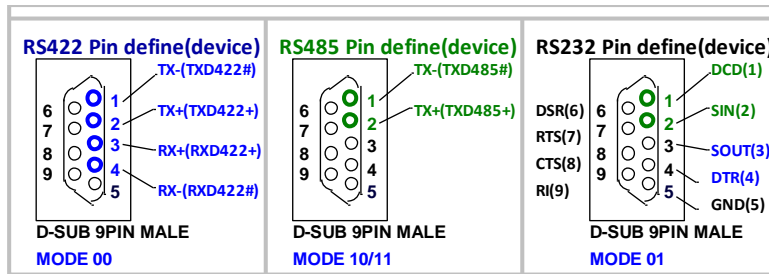 RS422 Pin define(device)
TX-(TXD422#)
TX+(TXD422+)
RX+(RXD422+)
RX-(RXD422#)
1
2
3
4
5
6
7
8
9
D-SUB 9PIN MALE
MODE 00
RS485 Pin define(device)
TX-(TXD485#)
TX+(TXD485+)
1
2
3
4
5
6
7
8
9
D-SUB 9PIN MALE
MODE 10/11
RS232 Pin define(device)
DCD(1)
SIN(2)
SOUT(3)
DTR(4)
GND(5)
DSR(6)
RTS(7)
CTS(8)
RI(9)
1
2
3
4
5
6
7
8
9
D-SUB 9PIN MALE
MODE 01